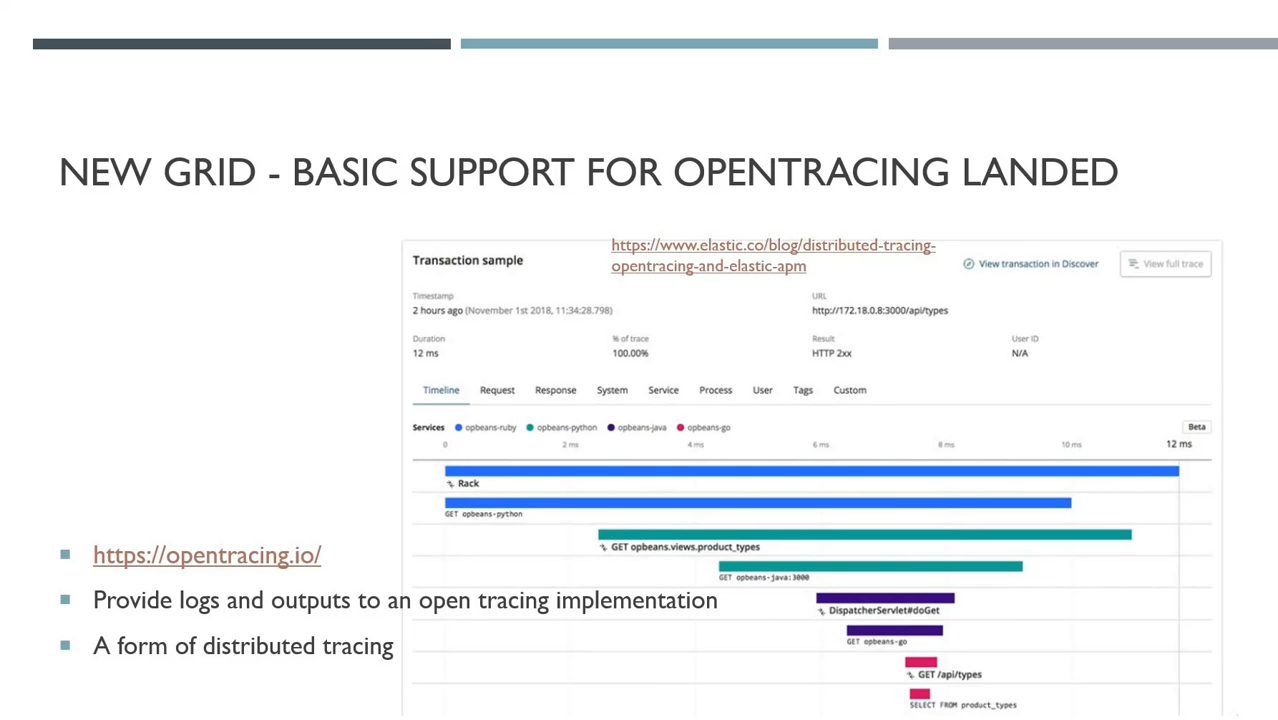 NEW GRID - BASIC SUPPORT FOR OPENTRACING LANDED
https://www.elastic.co/blog/distributed-tracing-
opentracing-and-elastic-apm
Transaction sample
View transaction in Discover
View full trace
Timestamp
2 hours ago (November 1st 2018, 11:34:28.798)
URL
http://172.18.0.8:3000/api/types
Duration
12 ms
% of trace
100.00%
Result
HTTP 2xx
User ID
N/A
Timeline Request Response System Service Process User Tags Custom
Services opbeans-ruby opbeans-python opbeans-java opbeans-go
Beta
0 2 ms 4 ms 6 ms 8 ms 10 ms 12 ms
Rack
GET opbeans-python
GET opbeans.views.product_types
GET opbeans-java:3000
DispatcherServlet#doGet
GET opbeans-go
GET /api/types
SELECT FROM product_types
https://opentracing.io/
Provide logs and outputs to an open tracing implementation
A form of distributed tracing